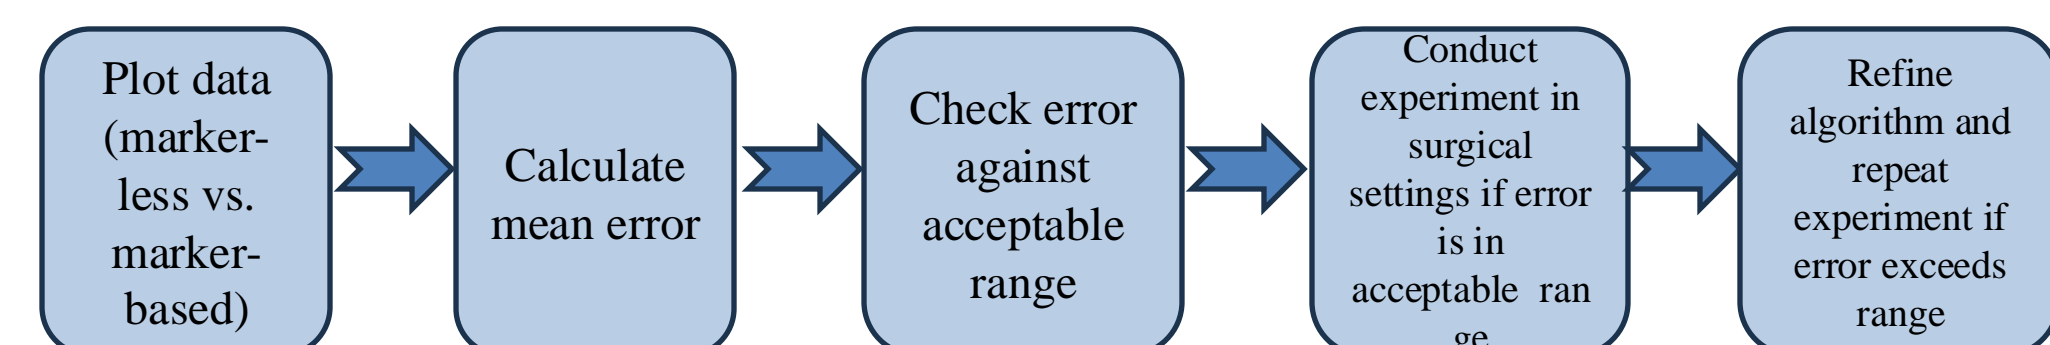 Plot data
(marker-
less vs.
marker-
based)
Calculate
mean error
Check error
against
acceptable
range
Conduct
experiment in
surgical
settings if error
is in
acceptable ran
ge
Refine
algorithm and
repeat
experiment if
error exceeds
range